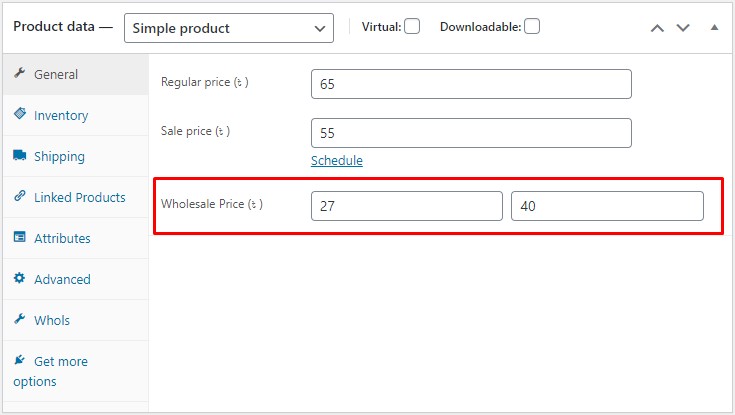 Product data — Simple product Virtual: Downloadable:
General
Regular price (৳ ) 65
Inventory
Sale price (৳ ) 55
Shipping
Schedule
Linked Products
Wholesale Price (৳ ) 27 40
Attributes
Advanced
Whols
Get more
options